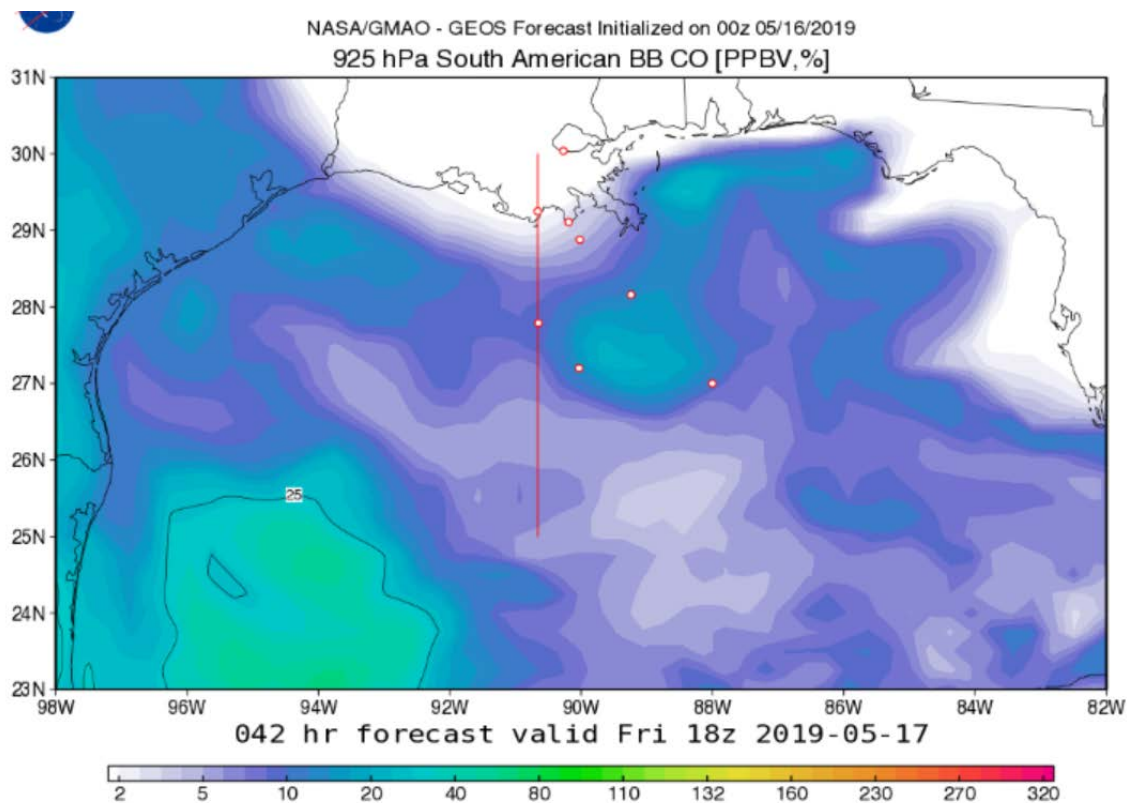 NASA/GMAO - GEOS Forecast Initialized on 00z 05/16/2019
925 hPa South American BB CO [PPBV,%]
31N
30N
29N
28N
27N
26N
25N
24N
23N
25
98W 96W 94W 92W 90W 88W 86W 84W 82W
042 hr forecast valid Fri 18z 2019-05-17
2 5 10 20 40 80 110 132 160 230 270 320